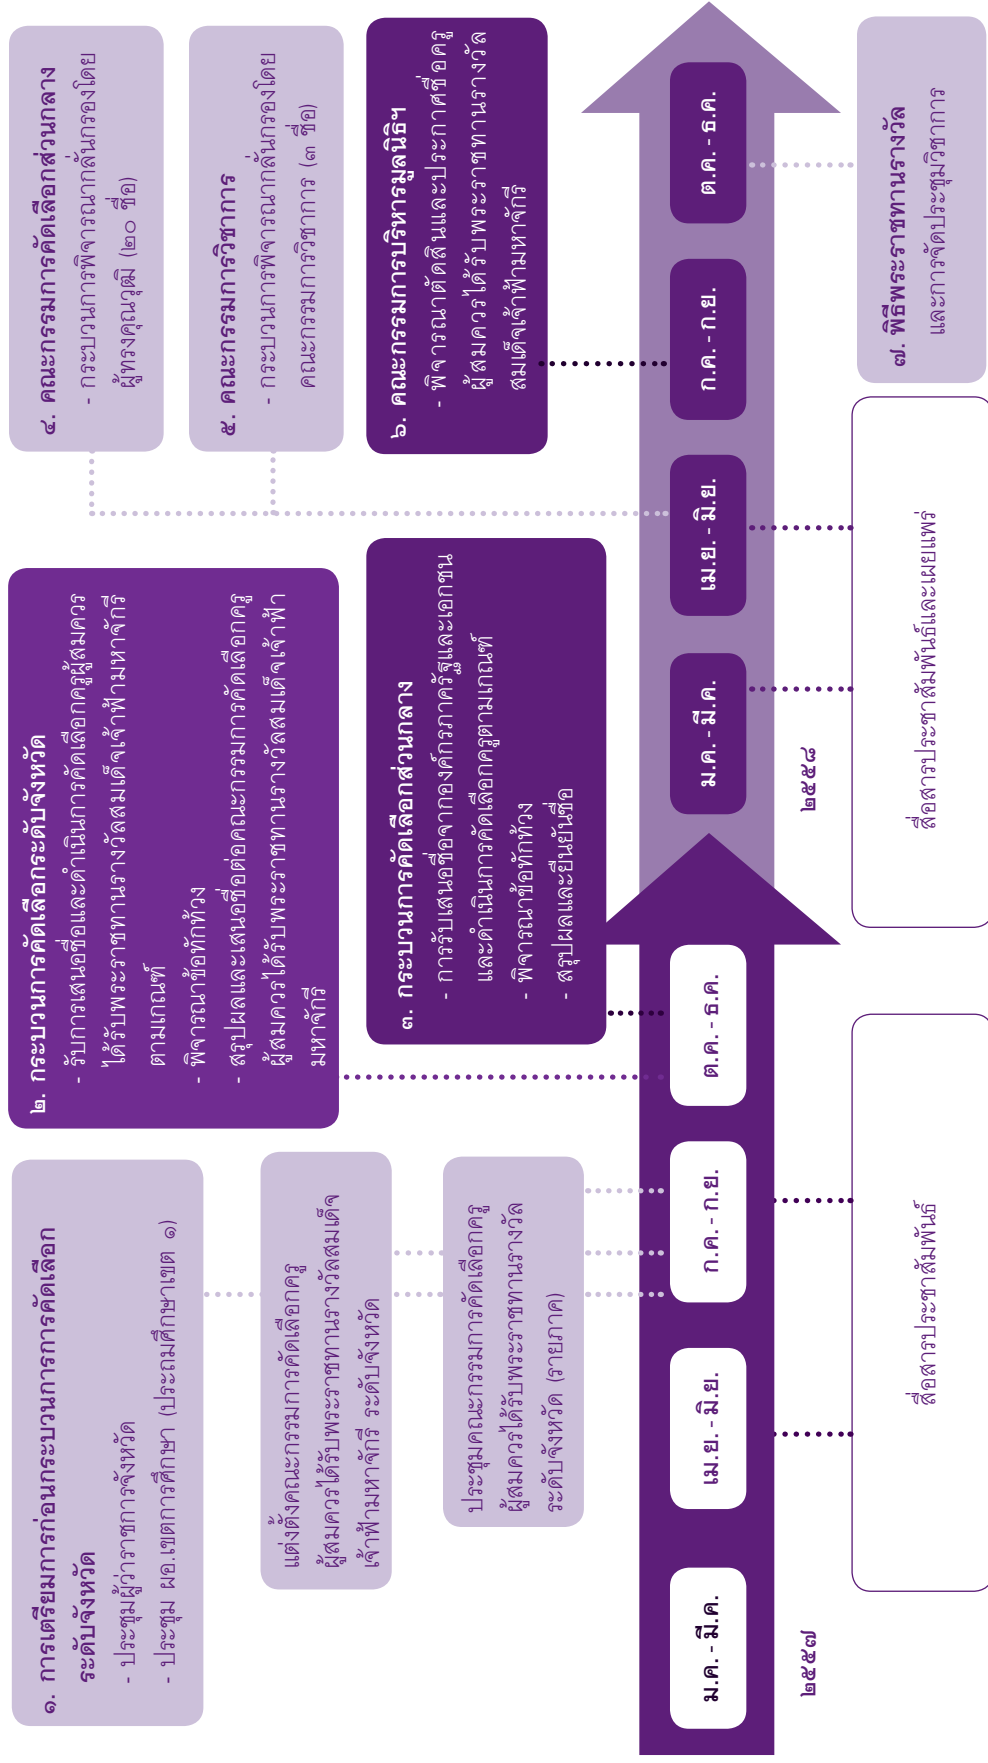 ๑. การเตรียมการก่อนกระบวนการการคัดเลือก
ระดับจังหวัด
- ประชุมผู้ว่าราชการจังหวัด
- ประชุม ผอ.เขตการศึกษา (ประถมศึกษาเขต ๑)
แต่งตั้งคณะกรรมการคัดเลือกครู
ผู้สมควรได้รับพระราชทานรางวัลสมเด็จ
เจ้าฟ้ามหาจักรี ระดับจังหวัด
ประชุมคณะกรรมการคัดเลือกครู
ผู้สมควรได้รับพระราชทานรางวัล
ระดับจังหวัด (รายภาค)
๒. กระบวนการคัดเลือกระดับจังหวัด
- รับการเสนอชื่อและดำเนินการคัดเลือกครูผู้สมควร
ได้รับพระราชทานรางวัลสมเด็จเจ้าฟ้ามหาจักรี
ตามเกณฑ์
- พิจารณาข้อทักท้วง
- สรุปผลและเสนอชื่อต่อคณะกรรมการคัดเลือกครู
ผู้สมควรได้รับพระราชทานรางวัลสมเด็จเจ้าฟ้า
มหาจักรี
๓. กระบวนการคัดเลือกส่วนกลาง
- การรับเสนอชื่อจากองค์กรภาครัฐและเอกชน
และดำเนินการคัดเลือกครูตามเกณฑ์
- พิจารณาข้อทักท้วง
- สรุปผลและยืนยันชื่อ
๔. คณะกรรมการคัดเลือกส่วนกลาง
- กระบวนการพิจารณากลั่นกรองโดย
ผู้ทรงคุณวุฒิ (๒๐ ชื่อ)
๕. คณะกรรมการวิชาการ
- กระบวนการพิจารณากลั่นกรองโดย
คณะกรรมการวิชาการ (๓ ชื่อ)
๖. คณะกรรมการบริหารมูลนิธิฯ
- พิจารณาตัดสินและประกาศชื่อครู
ผู้สมควรได้รับพระราชทานรางวัล
สมเด็จเจ้าฟ้ามหาจักรี
ม.ค. - มี.ค.
เม.ย. - มิ.ย.
ก.ค. - ก.ย.
ต.ค. - ธ.ค.
ม.ค. - มี.ค.
เม.ย. - มิ.ย.
ก.ค. - ก.ย.
ต.ค. - ธ.ค.
๒๕๕๗
๒๕๕๘
สื่อสารประชาสัมพันธ์
สื่อสารประชาสัมพันธ์และเผยแพร่
๗. พิธีพระราชทานรางวัล
และการจัดประชุมวิชาการ